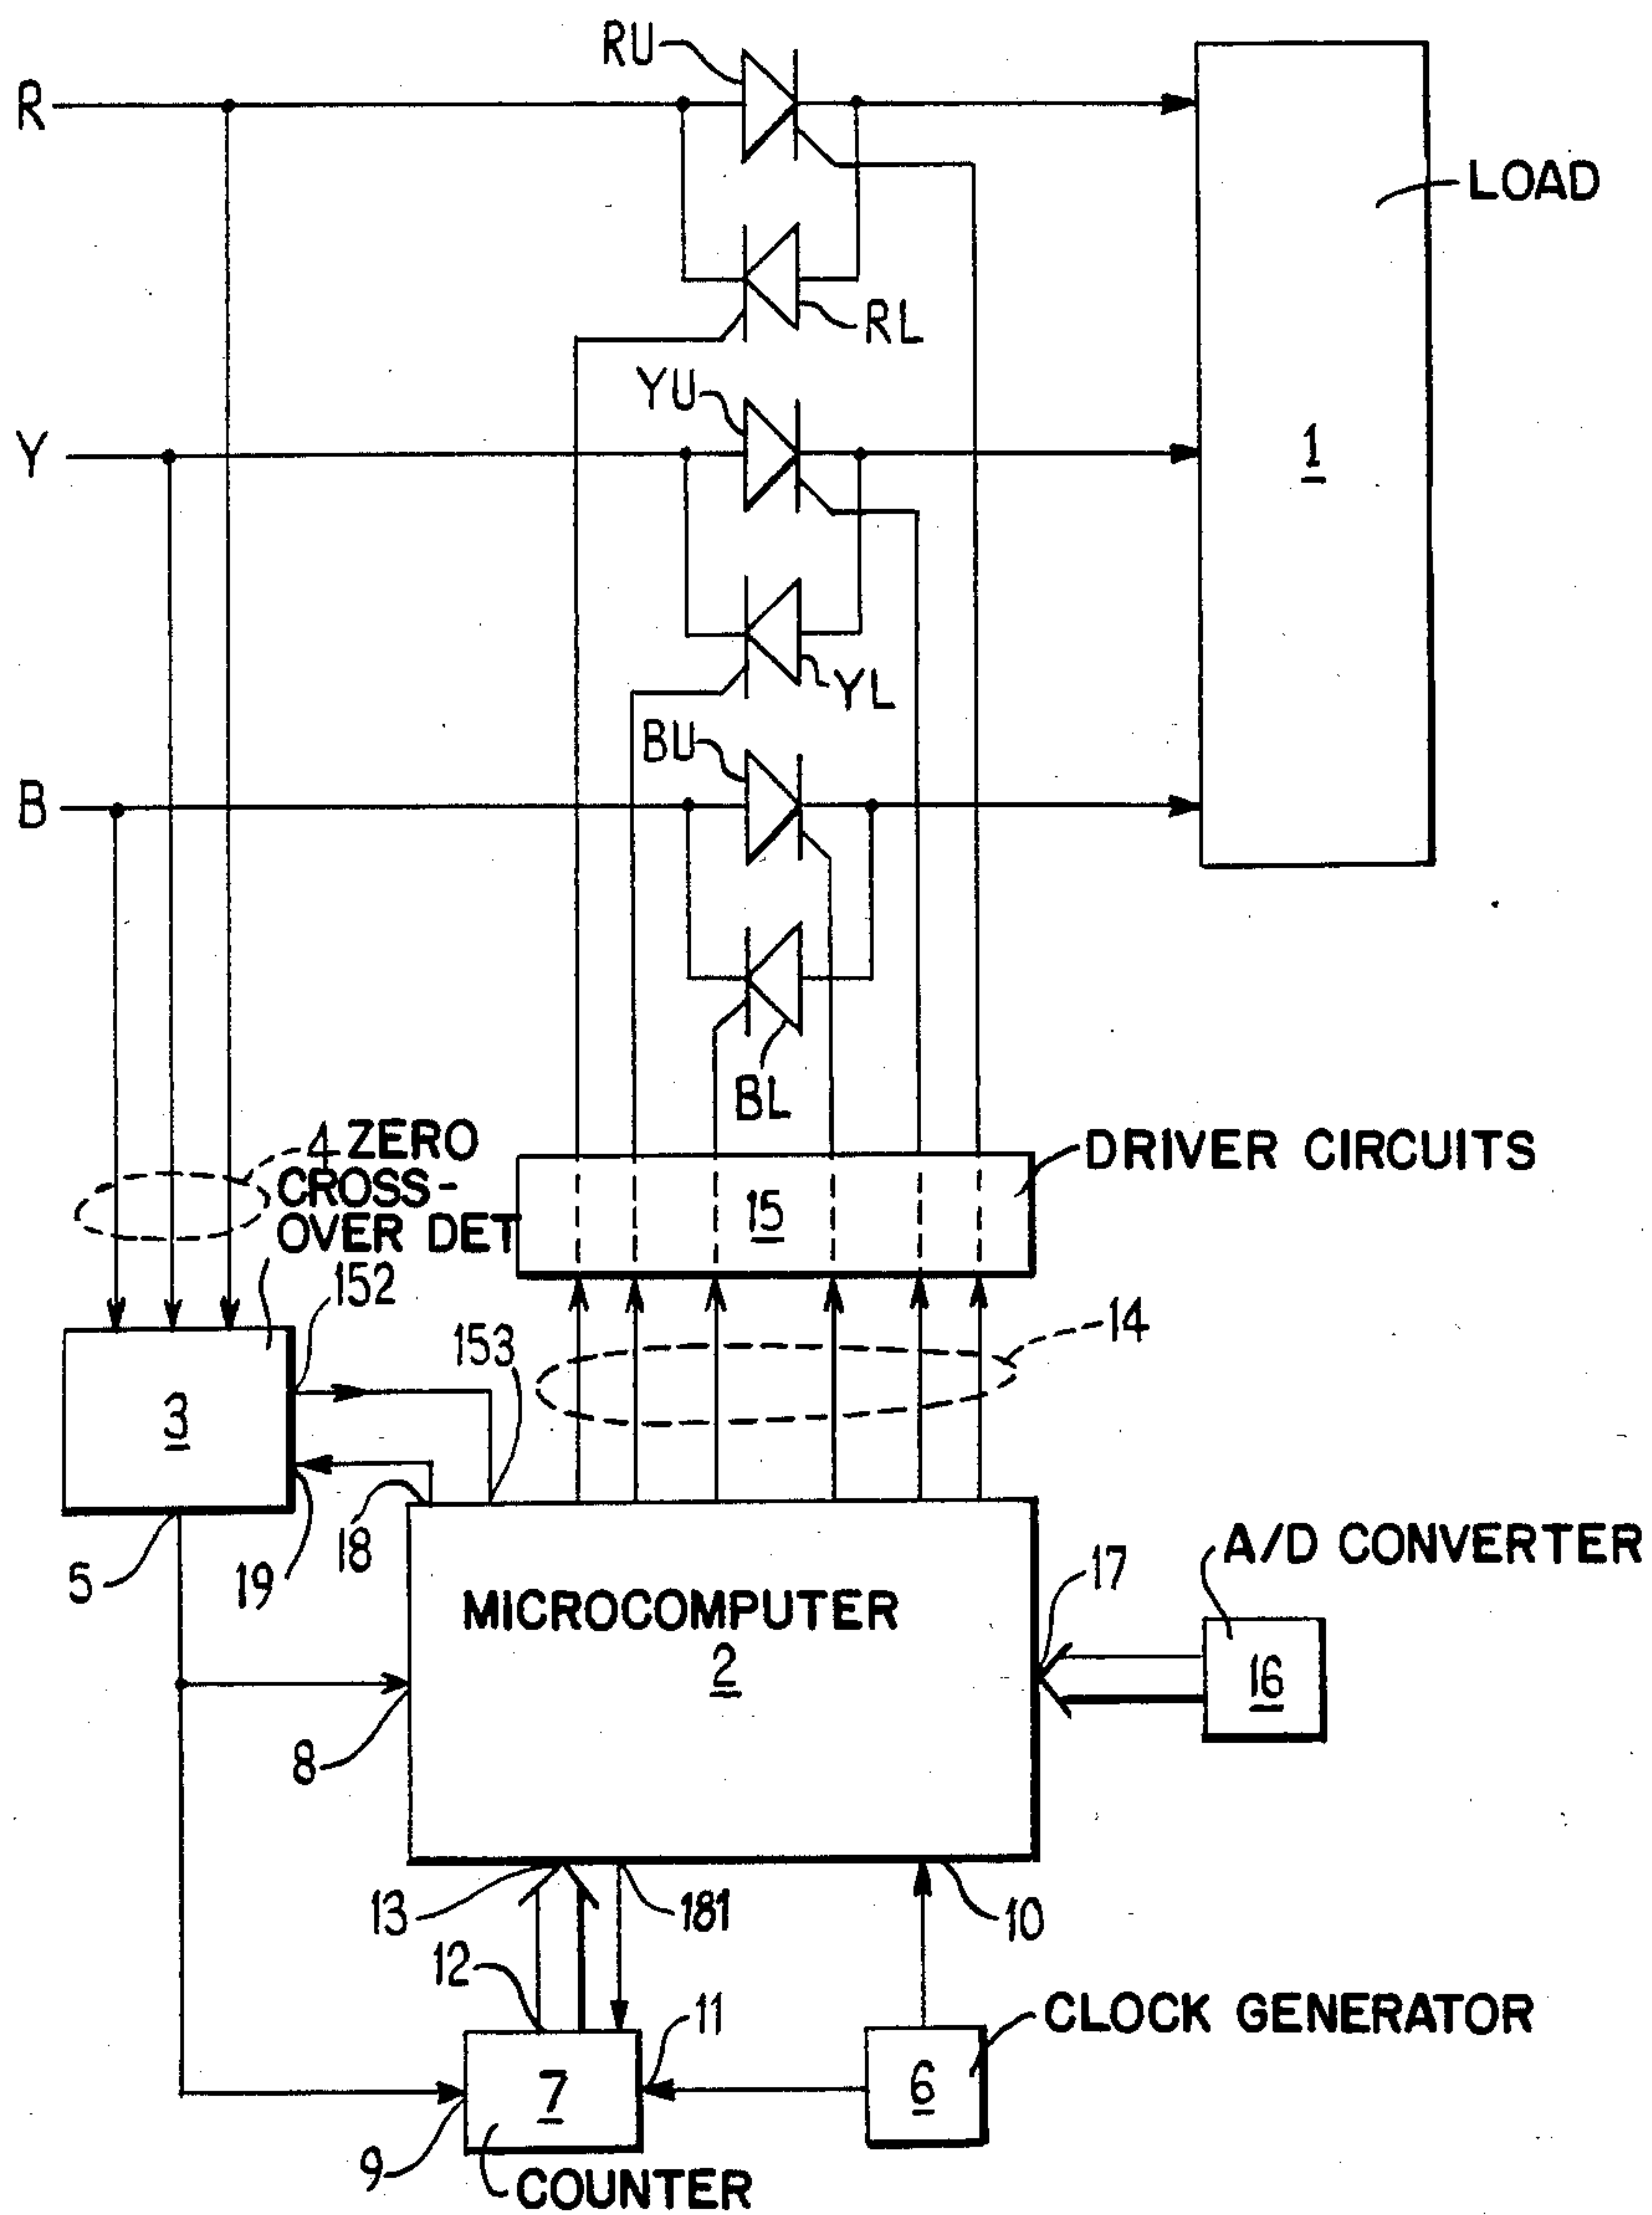 RU
R
LOAD
RL
YU
Y
1
YL
BU
B
BL
4 ZERO
CROSS-
OVER DET
DRIVER CIRCUITS
15
152
153
14
3
18
19
5
A/D CONVERTER
17
MICROCOMPUTER
2
16
8
13
181
10
12
11
CLOCK GENERATOR
7
6
9
COUNTER